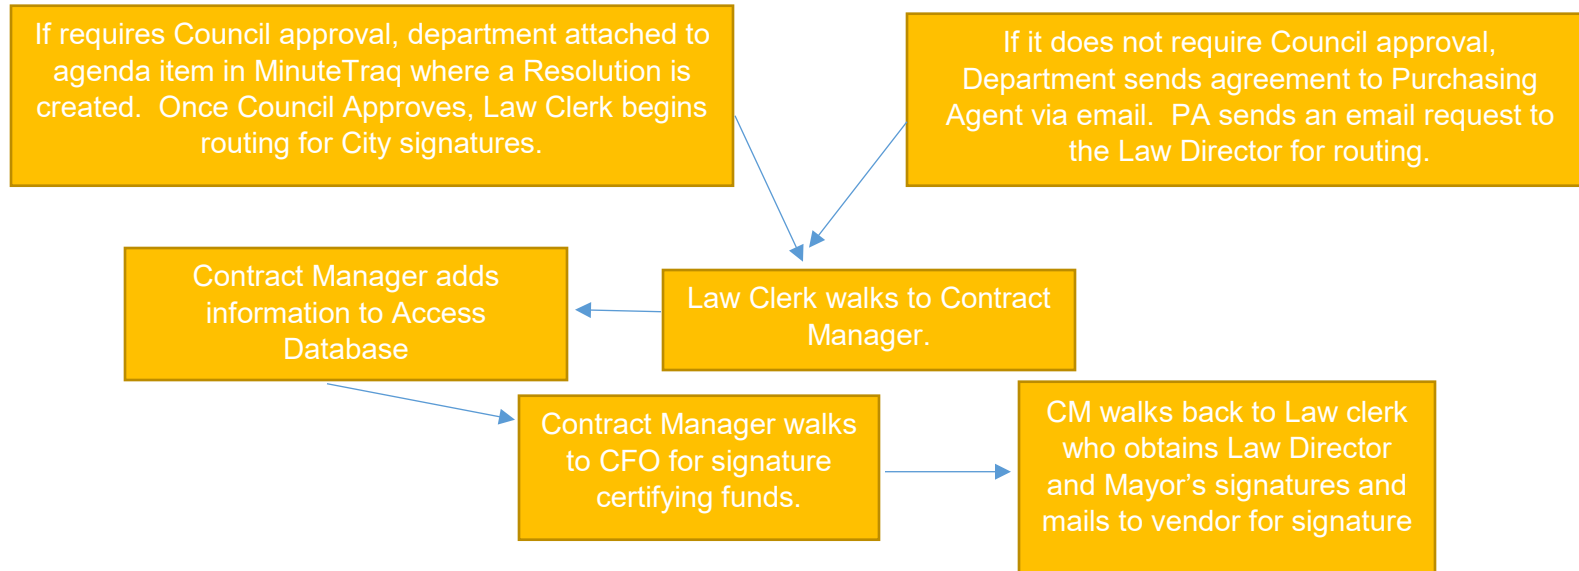 If requires Council approval, department attached to
agenda item in MinuteTraq where a Resolution is
created.  Once Council Approves, Law Clerk begins
routing for City signatures.
If it does not require Council approval,
Department sends agreement to Purchasing
Agent via email.  PA sends an email request to
the Law Director for routing.
Contract Manager adds
information to Access
Database
Law Clerk walks to Contract
Manager.
Contract Manager walks
to CFO for signature
certifying funds.
CM walks back to Law clerk
who obtains Law Director
and Mayor’s signatures and
mails to vendor for signature